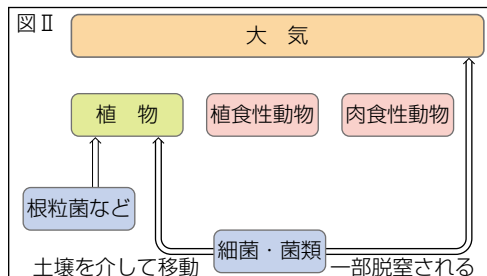 図Ⅱ
大 気
植 物
植食性動物
肉食性動物
根粒菌など
細菌・菌類
土壌を介して移動
一部脱窒される